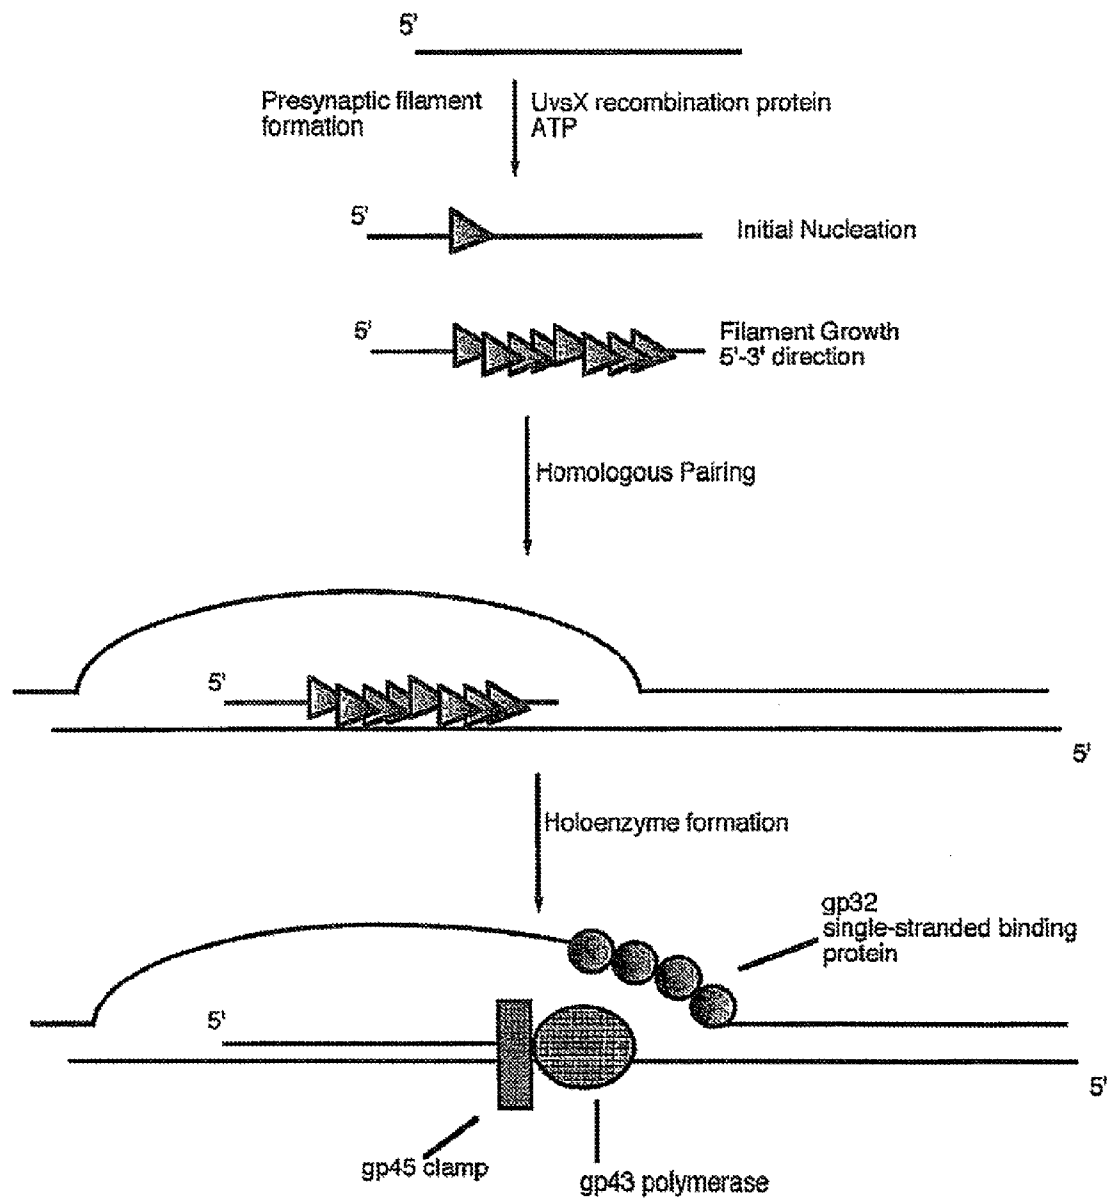 5'
Presynaptic filament
formation
UvsX recombination protein
ATP
5'
Initial Nucleation
5'
Filament Growth
5'-3' direction
Homologous Pairing
5'
5'
Holoenzyme formation
gp32
single-stranded binding
protein
5'
5'
gp45 clamp
gp43 polymerase